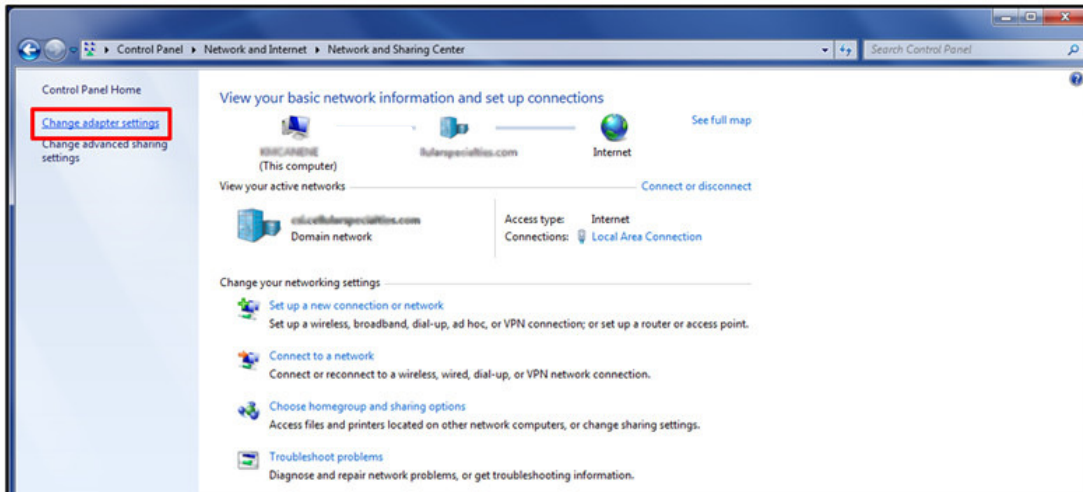 Control Panel ▸ Network and Internet ▸ Network and Sharing Center
Search Control Panel
Control Panel Home
Change adapter settings
Change advanced sharing
settings
View your basic network information and set up connections
See full map
(This computer)
Internet
View your active networks
Connect or disconnect
Domain network
Access type: Internet
Connections: Local Area Connection
Change your networking settings
Set up a new connection or network
Set up a wireless, broadband, dial-up, ad hoc, or VPN connection; or set up a router or access point.
Connect to a network
Connect or reconnect to a wireless, wired, dial-up, or VPN network connection.
Choose homegroup and sharing options
Access files and printers located on other network computers, or change sharing settings.
Troubleshoot problems
Diagnose and repair network problems, or get troubleshooting information.